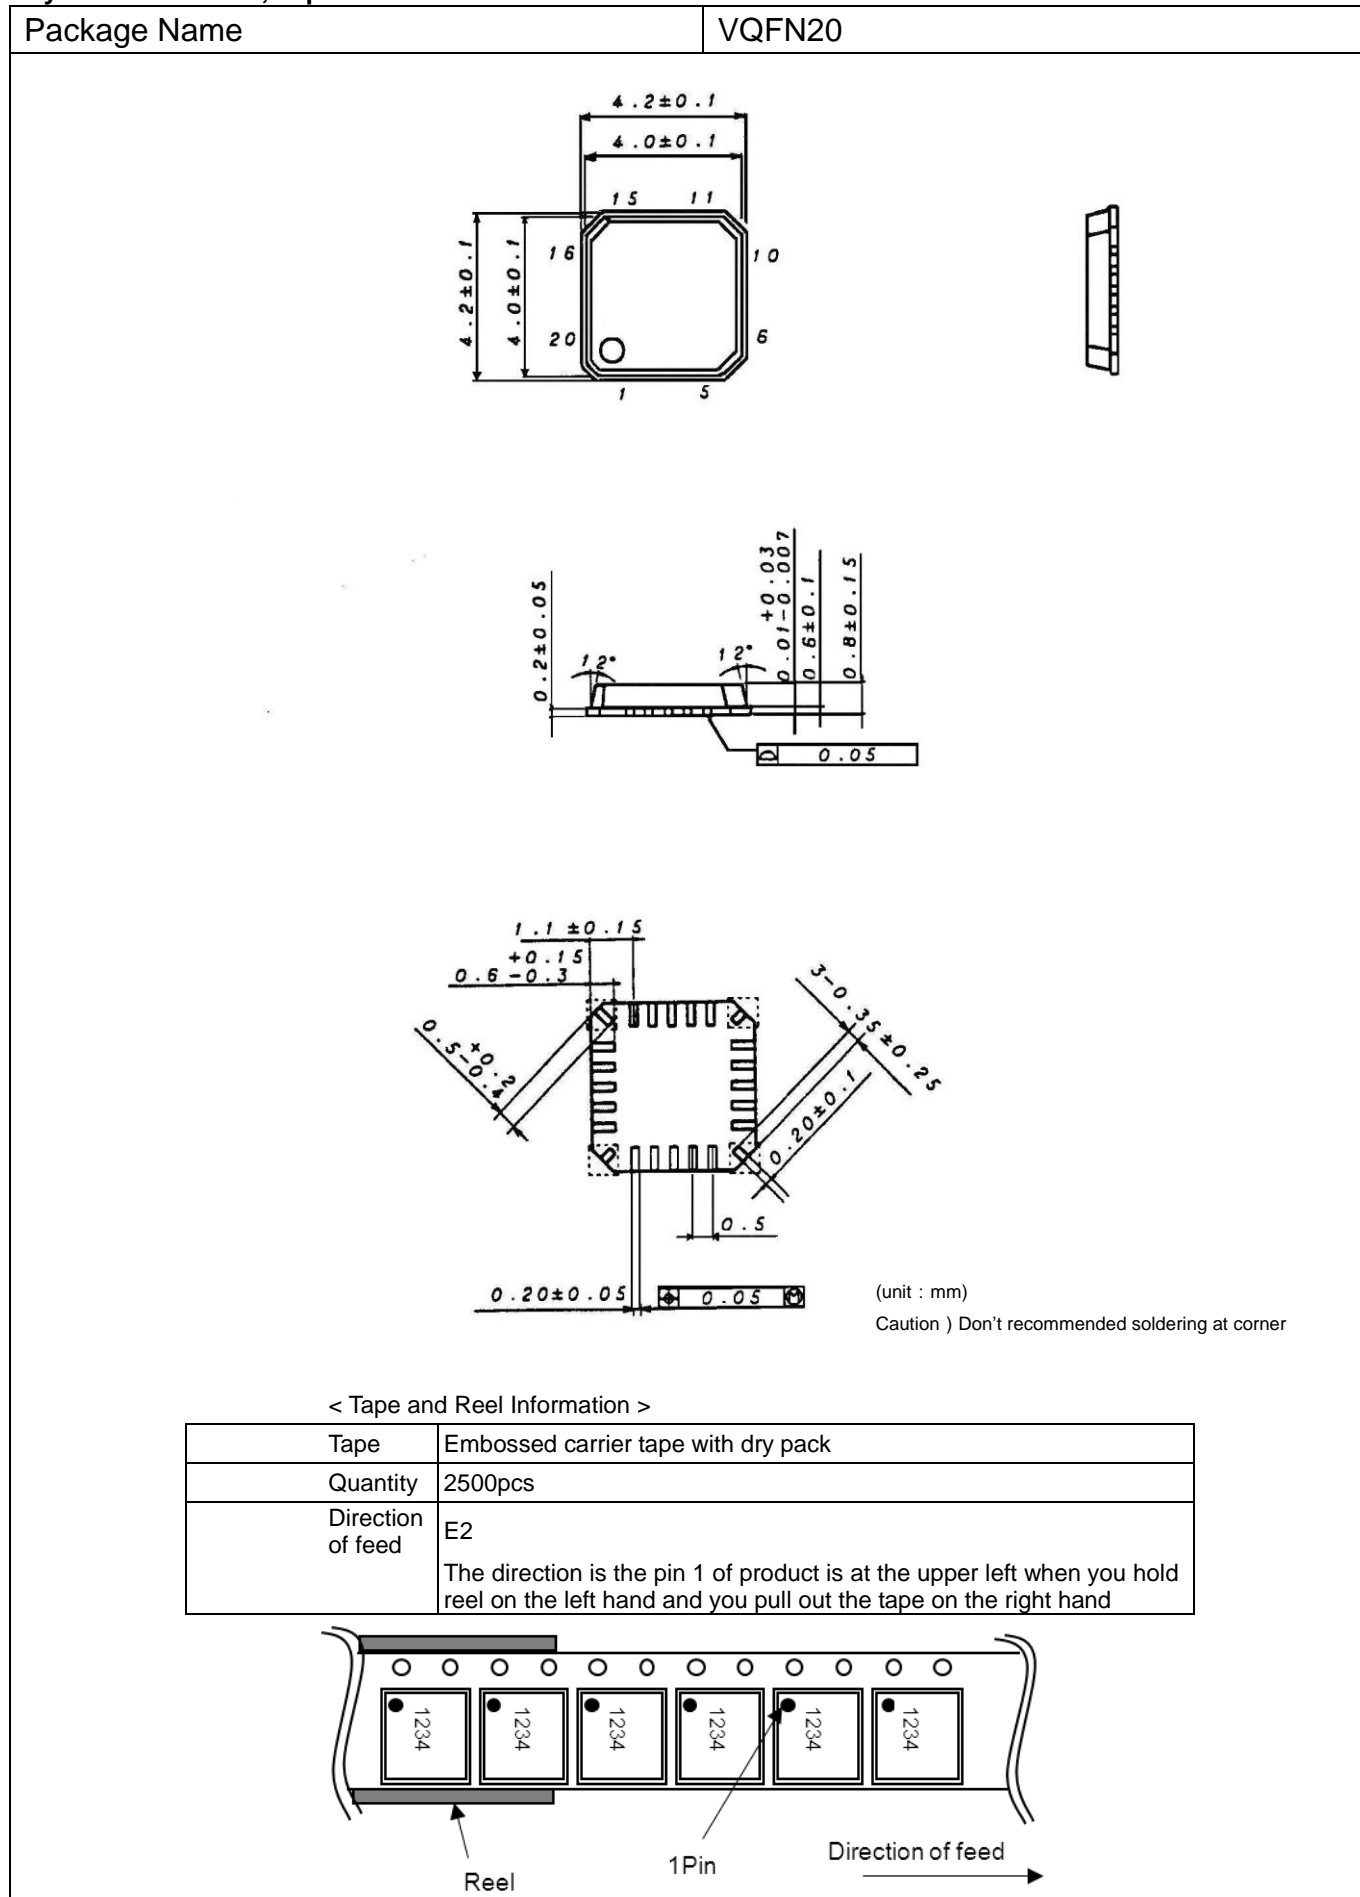 Package Name
VQFN20
4.2±0.1
4.0±0.1
15 11
4.2±0.1
4.0±0.1
16
10
20
6
1
5
0.2±0.05
12°
12°
+0.03
0.01-0.007
0.6±0.1
0.8±0.15
0.05
1.1 ±0.15
+0.15
0.6 -0.3
+0.2
0.5-0.4
3-0.35±0.25
0.20±0.1
0.5
0.20±0.05
0.05 M
(unit : mm)
Caution ) Don't recommended soldering at corner
< Tape and Reel Information >
Tape Embossed carrier tape with dry pack
Quantity 2500pcs
Direction of feed
E2
The direction is the pin 1 of product is at the upper left when you hold
reel on the left hand and you pull out the tape on the right hand
1234 1234 1234 1234 1234 1234
Reel
1Pin
Direction of feed